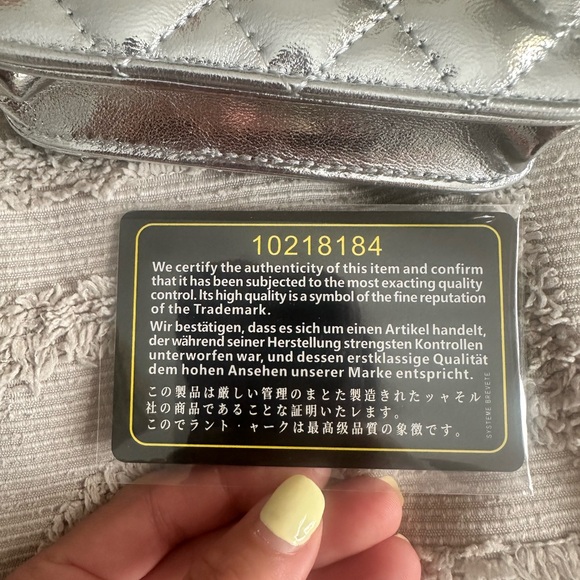 10218184
We certify the authenticity of this item and confirm
that it has been subjected to the most exacting quality
control. Its high quality is a symbol of the fine reputation
of the Trademark.
Wir bestätigen, dass es sich um einen Artikel handelt,
der während seiner Herstellung strengsten Kontrollen
unterworfen war, und dessen erstklassige Qualität
dem hohen Ansehen unserer Marke entspricht.
この製品は厳しい管理のまとた製造されたッャそル
社の商品であることな証明いたレます。
このでラント・ャークは最高级品質の象徴です。
SYSTEME BREVETE